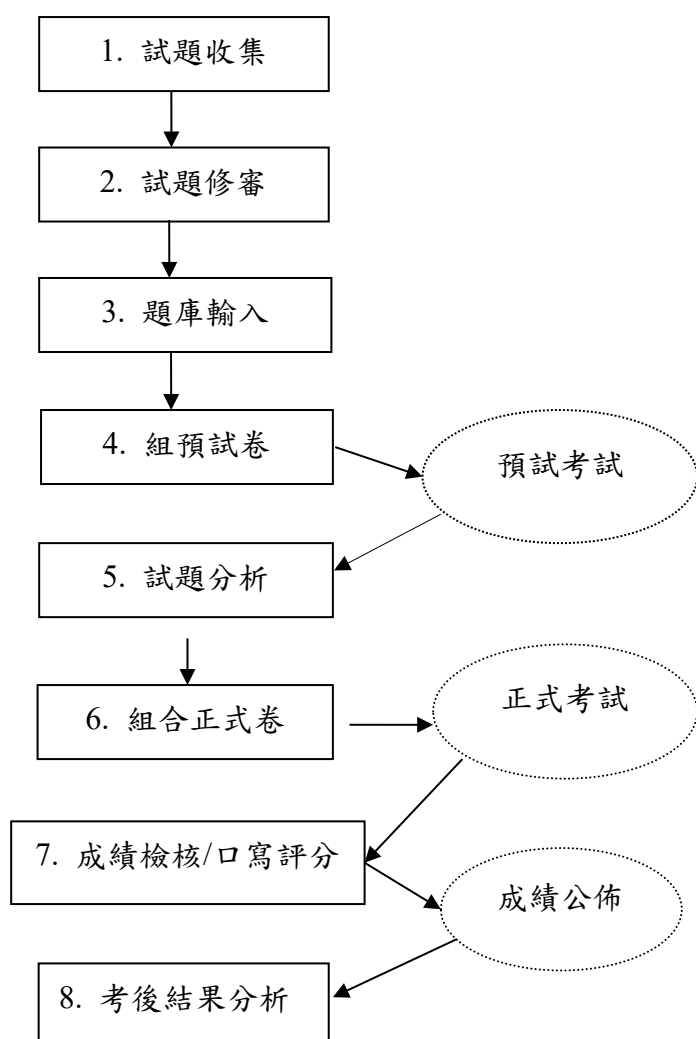 1. 試題收集
2. 試題修審
3. 題庫輸入
4. 組預試卷
預試考試
5. 試題分析
6. 組合正式卷
正式考試
7. 成績檢核/口寫評分
成績公佈
8. 考後結果分析